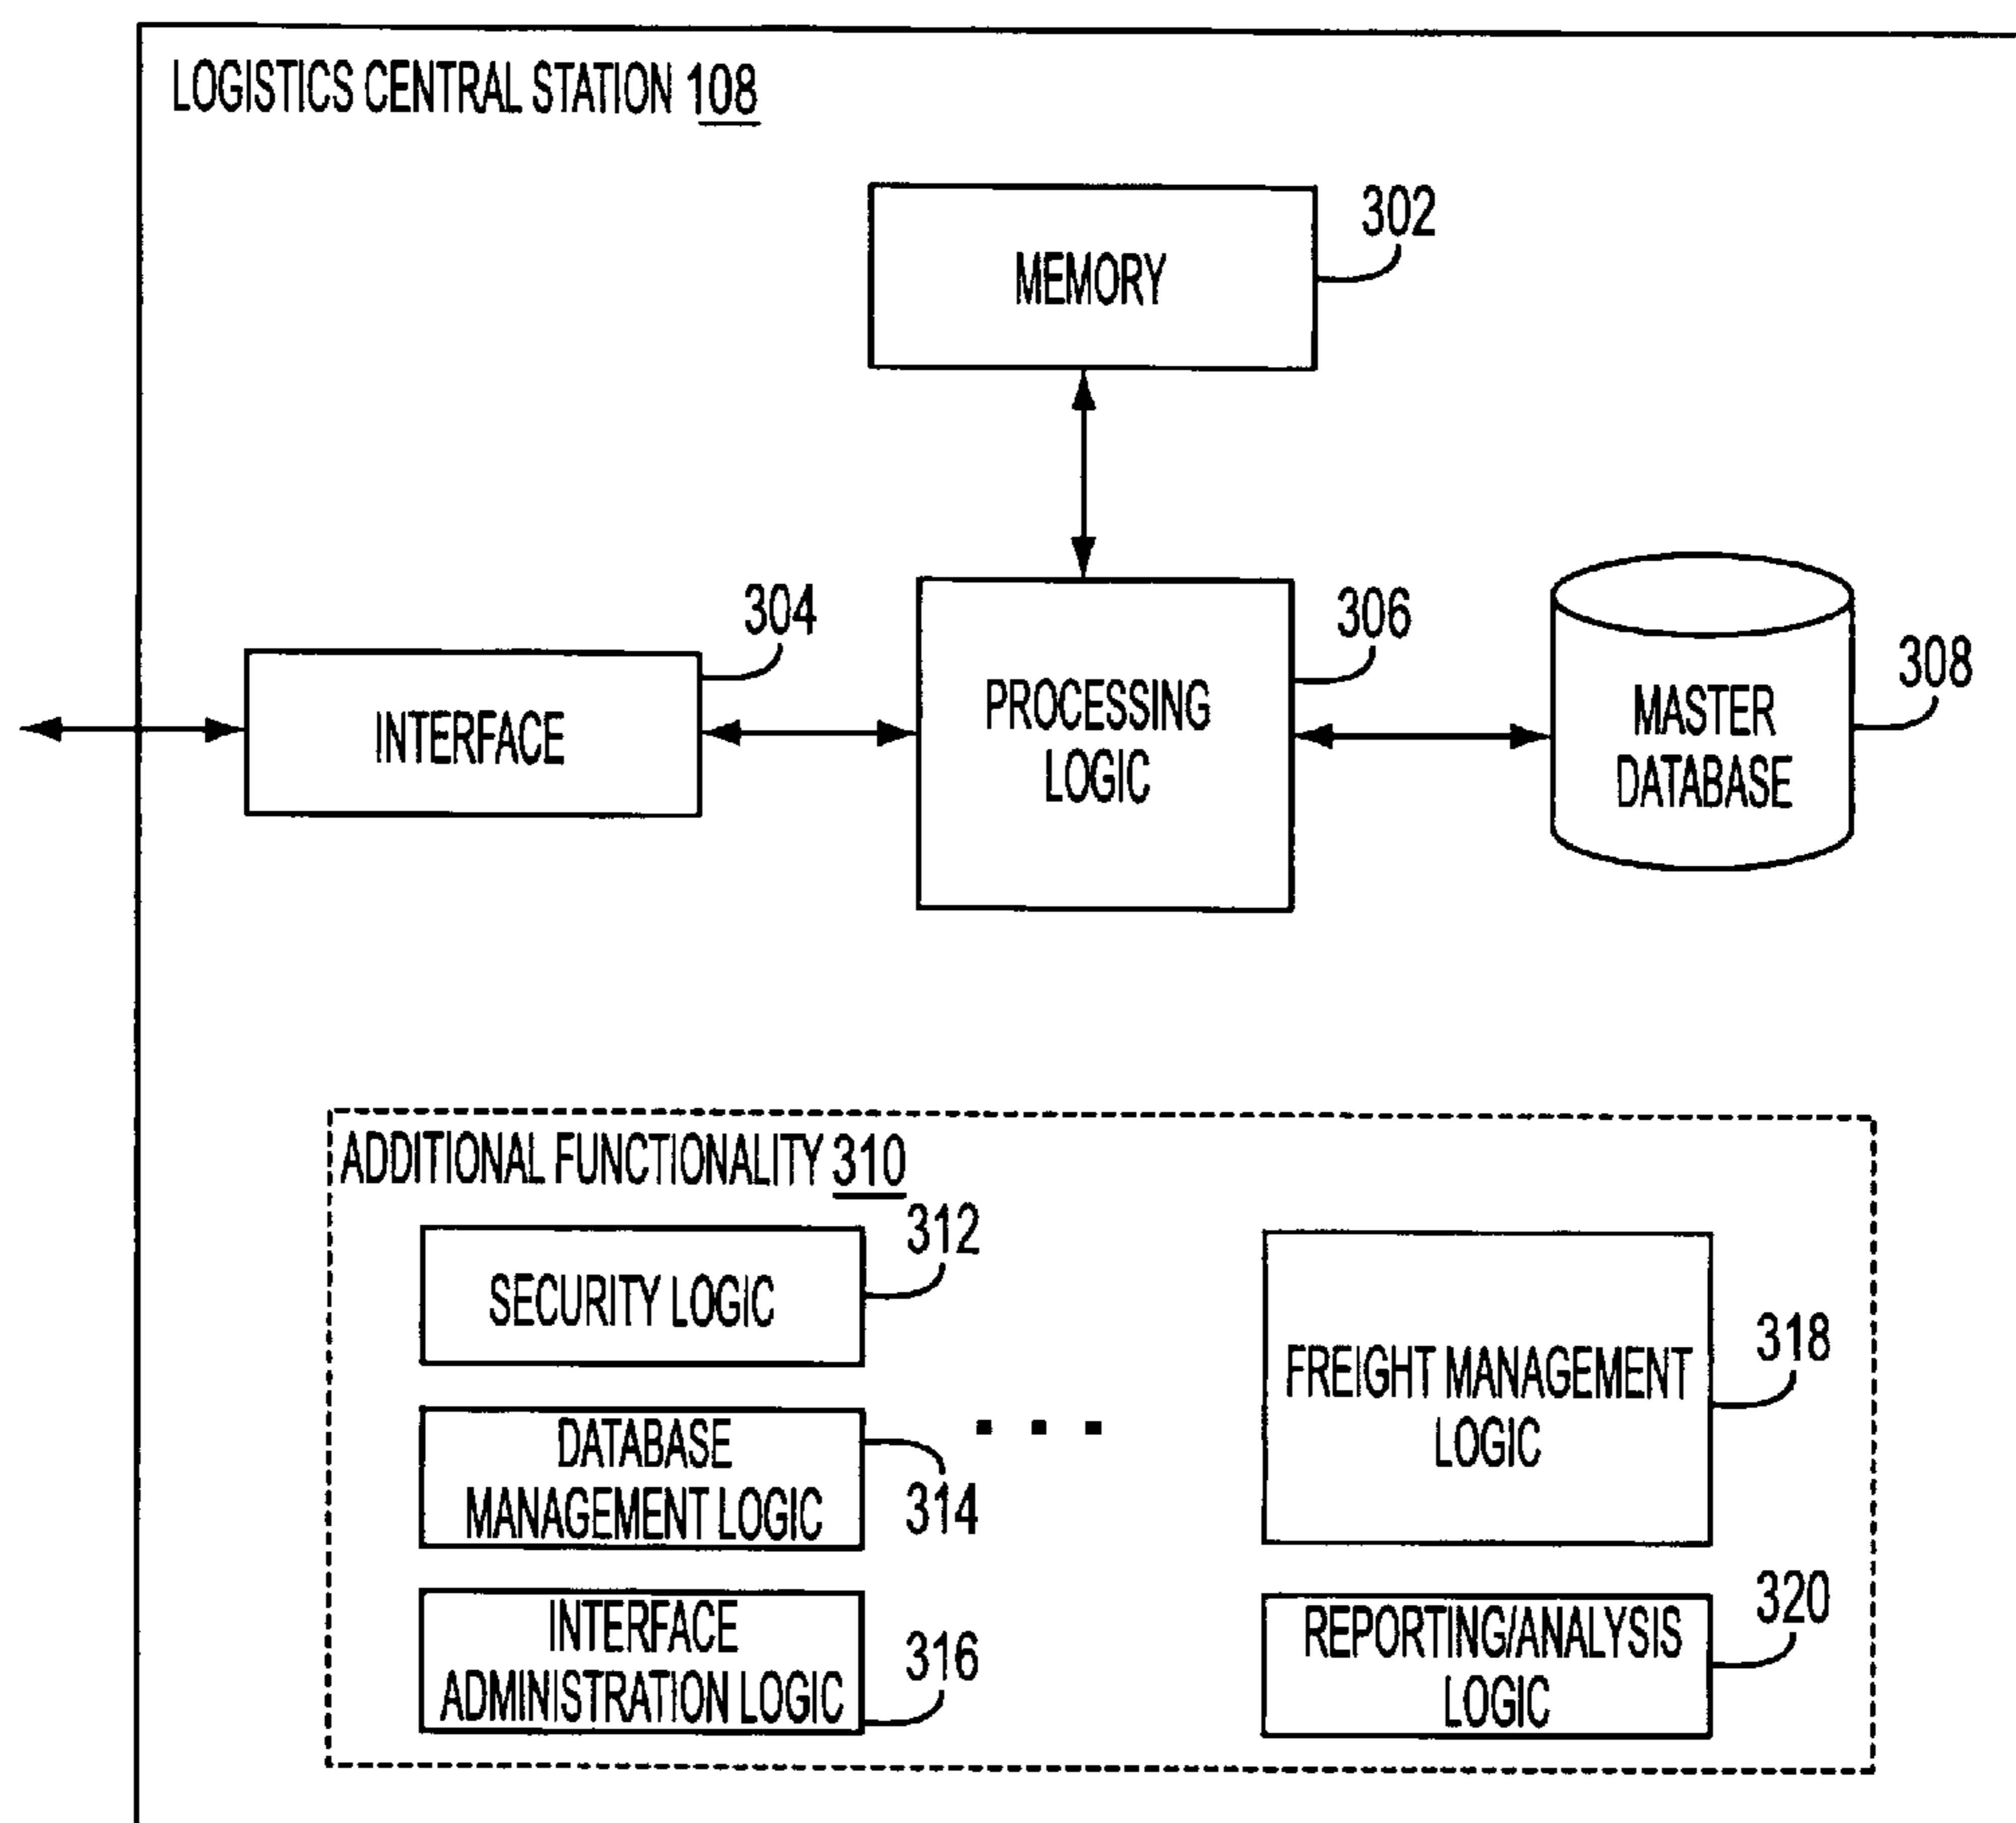 LOGISTICS CENTRAL STATION 108
302
MEMORY
304
306
308
INTERFACE
PROCESSING
LOGIC
MASTER
DATABASE
ADDITIONAL FUNCTIONALITY 310
312
SECURITY LOGIC
DATABASE
MANAGEMENT LOGIC
314
INTERFACE
ADMINISTRATION LOGIC
316
318
FREIGHT MANAGEMENT
LOGIC
320
REPORTING/ANALYSIS
LOGIC